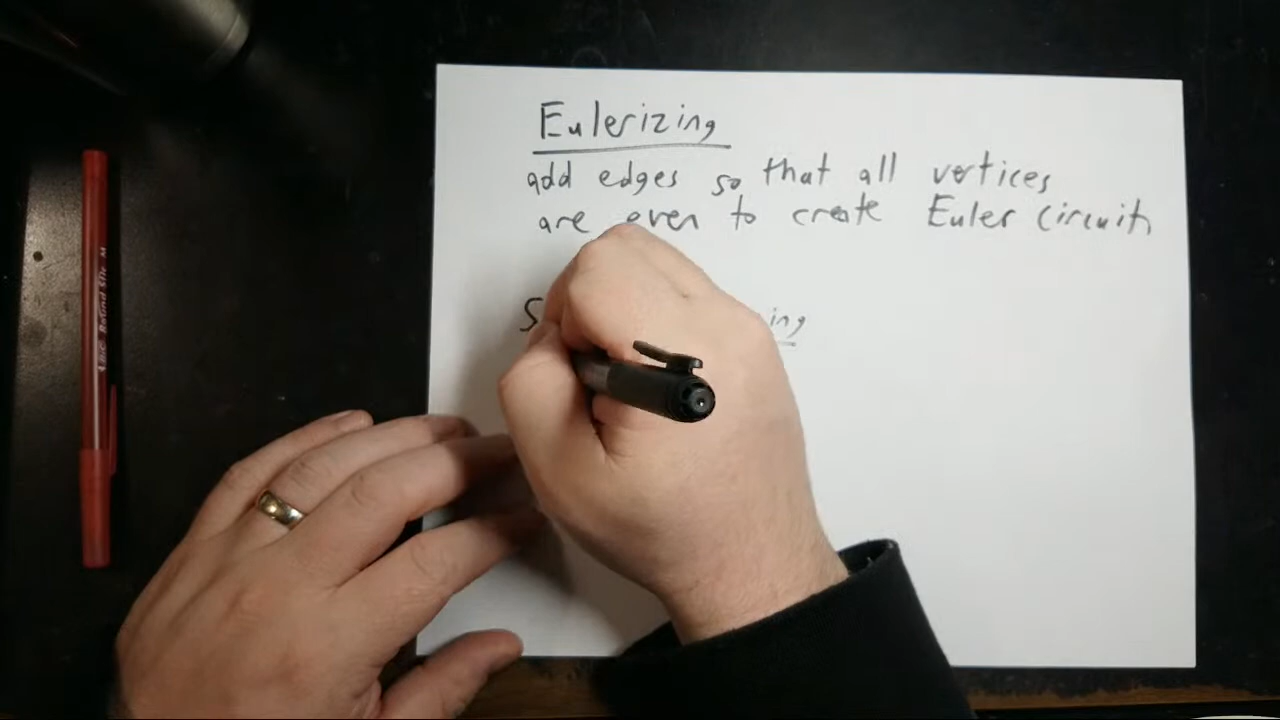 Eulerizing
add edges so that all vertices
are even to create Euler Circuit